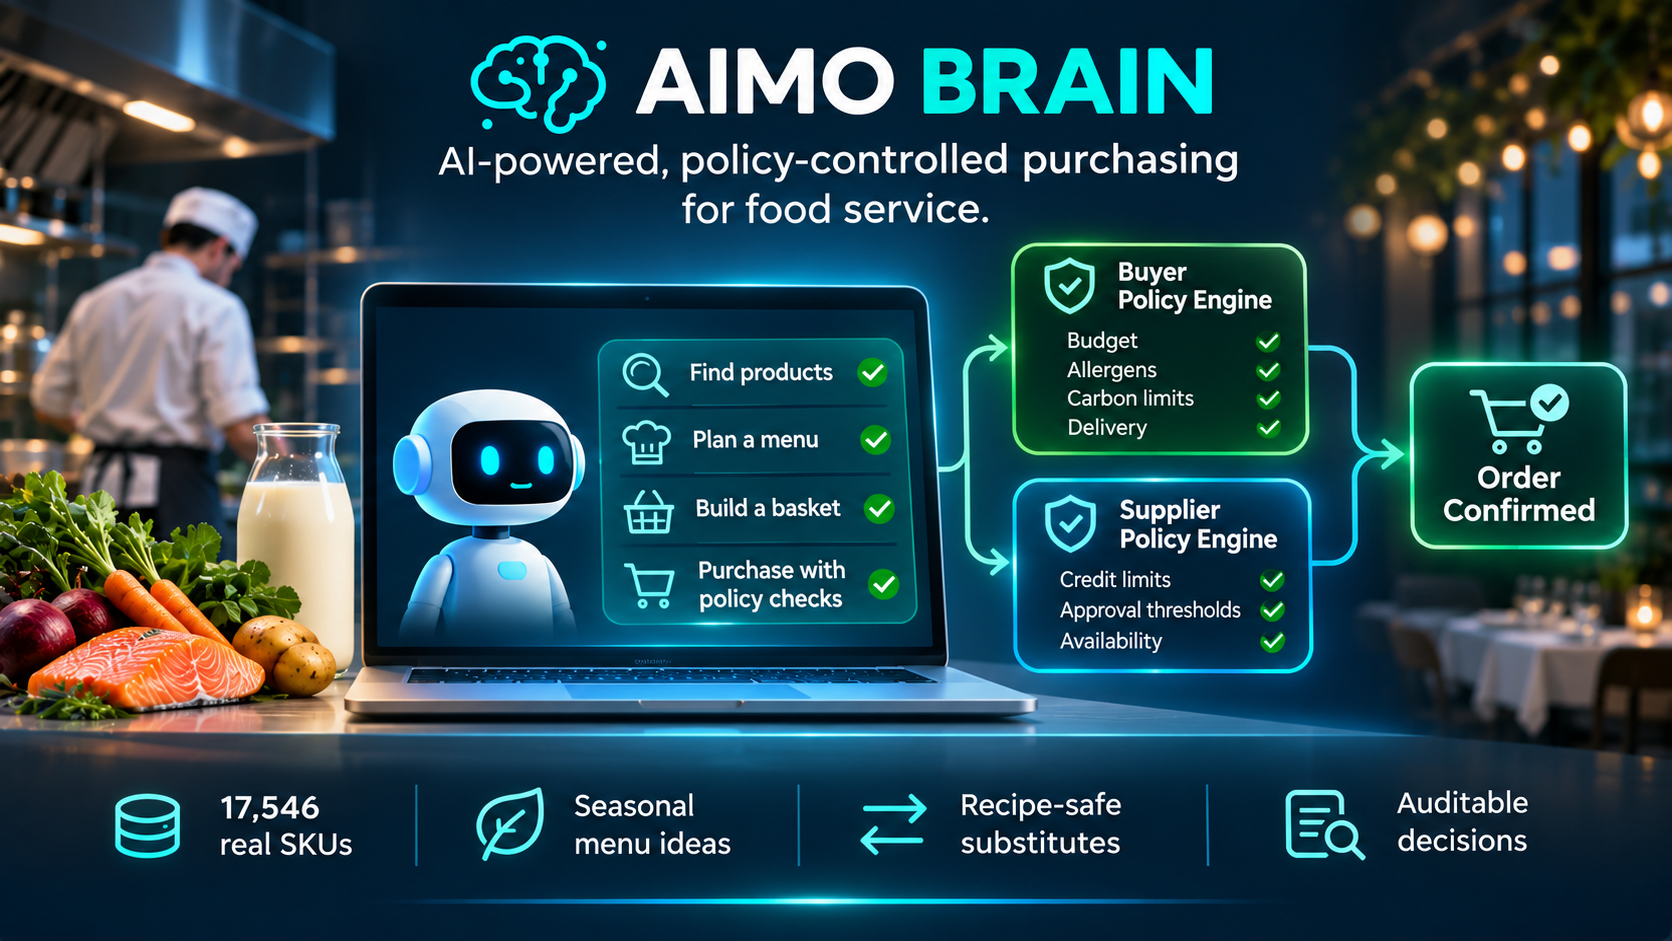 AIMO BRAIN
AI-powered, policy-controlled purchasing
for food service.
Find products
Plan a menu
Build a basket
Purchase with
policy checks
Buyer
Policy Engine
Budget
Allergens
Carbon limits
Delivery
Supplier
Policy Engine
Credit limits
Approval thresholds
Availability
Order
Confirmed
17,546
real SKUs
Seasonal
menu ideas
Recipe-safe
substitutes
Auditable
decisions